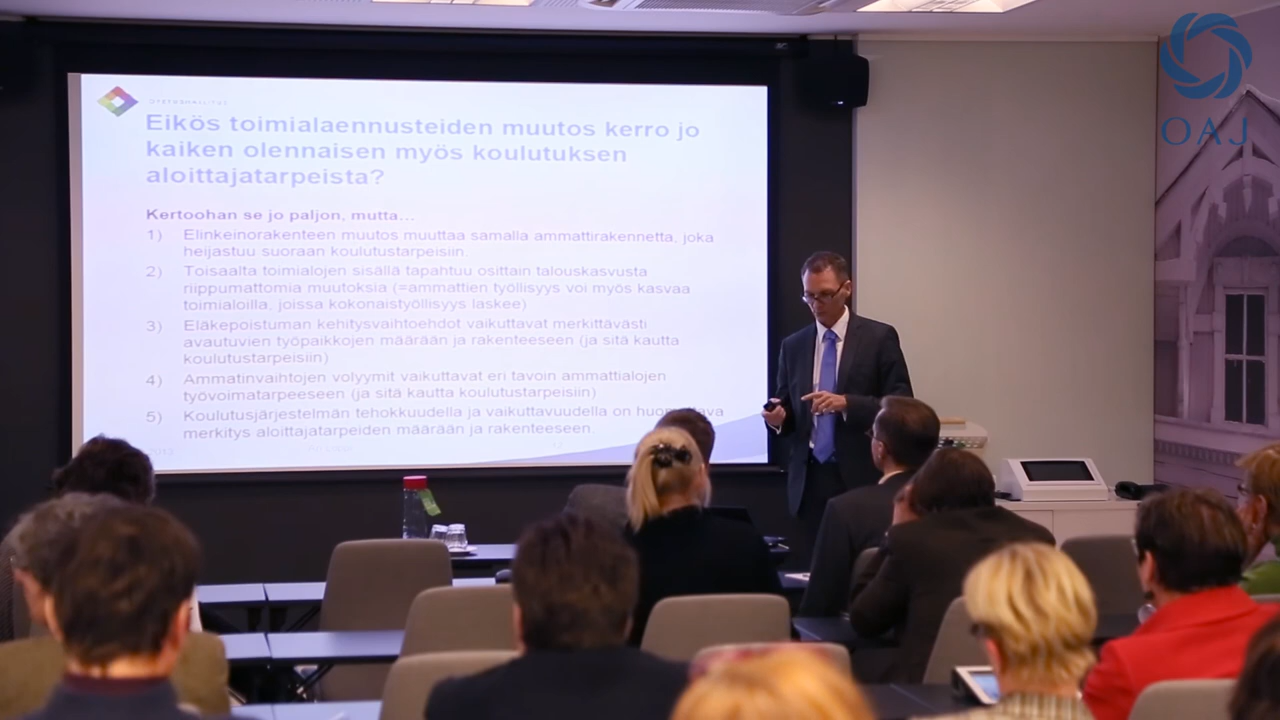 OAJ
OPETUSHALLITUS
Eikös toimialaennusteiden muutos kerro jo
kaiken olennaisen myös koulutuksen
aloittajatarpeista?
Kertoohan se jo paljon, mutta…
1) Elinkeinorakenteen muutos muuttaa samalla ammattirakennetta, joka
heijastuu suoraan koulutustarpeisiin.
2) Toisaalta toimialojen sisällä tapahtuu osittain talouskasvusta
riippumattomia muutoksia (=ammattien työllisyys voi myös kasvaa
toimialoilla, joissa kokonaistyöllisyys laskee)
3) Eläkepoistuman kehitysvaihtoehdot vaikuttavat merkittävästi
avautuvien työpaikkojen määrään ja rakenteeseen (ja sitä kautta
koulutustarpeisiin)
4) Ammatinvaihtojen volyymit vaikuttavat eri tavoin ammattialojen
työvoimatarpeeseen (ja sitä kautta koulutustarpeisiin)
5) Koulutusjärjestelmän tehokkuudella ja vaikuttavuudella on
merkitys aloittajatarpeiden määrään ja rakenteeseen.